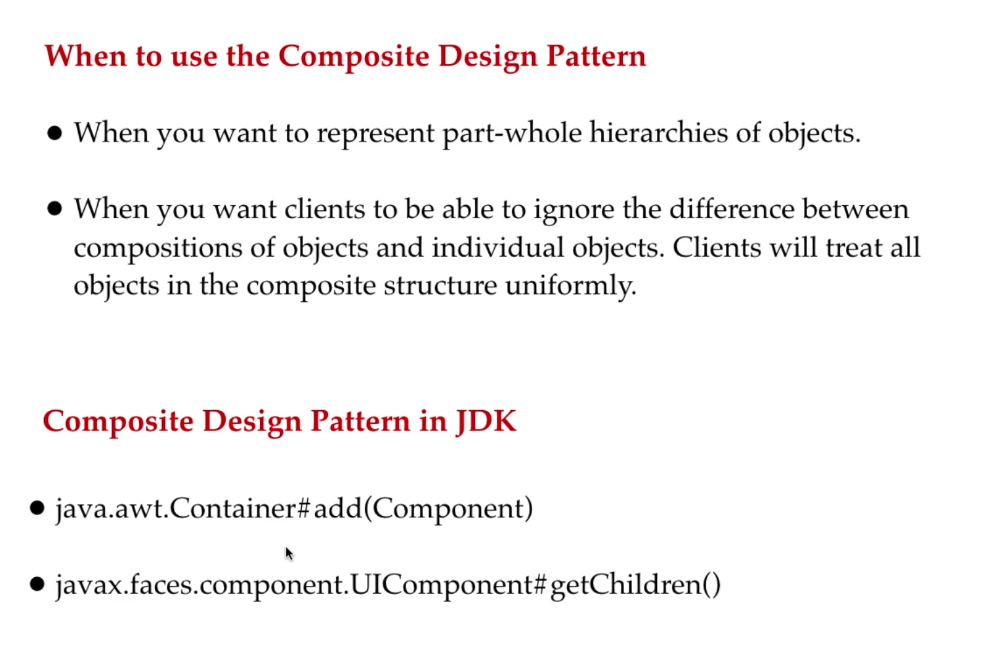 When to use the Composite Design Pattern
● When you want to represent part-whole hierarchies of objects.
● When you want clients to be able to ignore the difference between
compositions of objects and individual objects. Clients will treat all
objects in the composite structure uniformly.
Composite Design Pattern in JDK
● java.awt.Container#add(Component)
● javax.faces.component.UIComponent#getChildren()